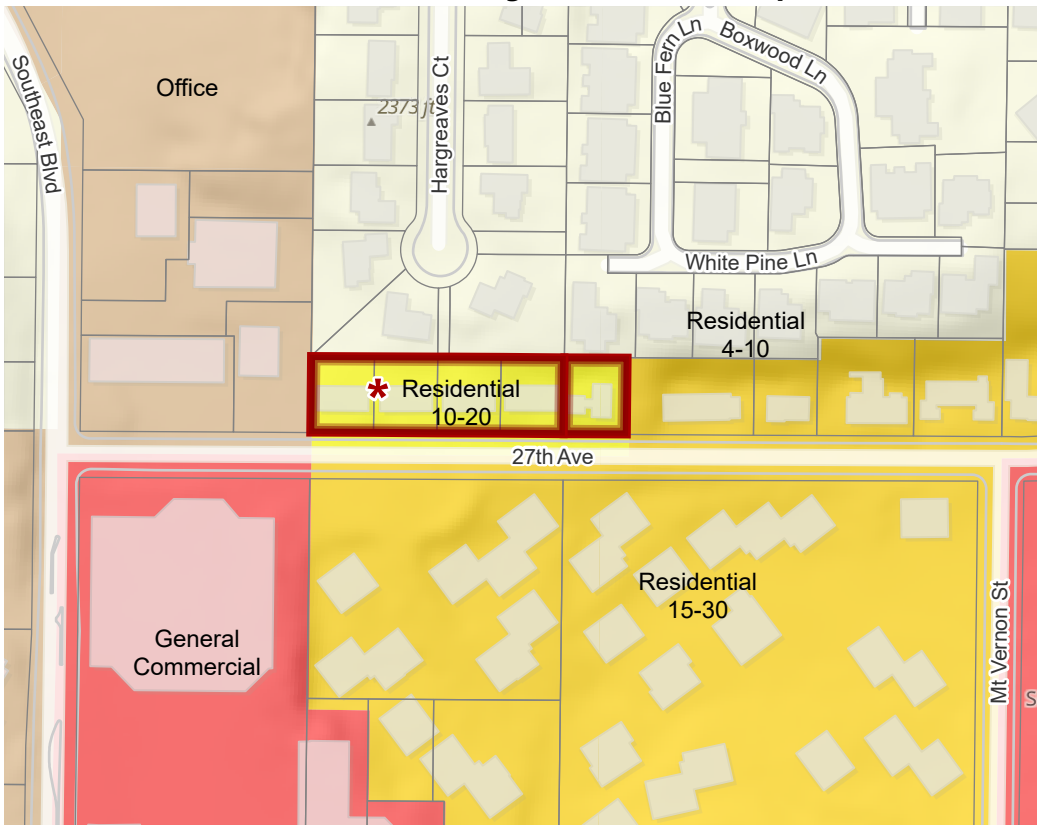 Office
Southeast Blvd
2373 ft
Hargreaves Ct
Blue Fern Ln
Boxwood Ln
White Pine Ln
Residential
4-10
* Residential
10-20
27th Ave
Residential
15-30
General
Commercial
Mt Vernon St
S